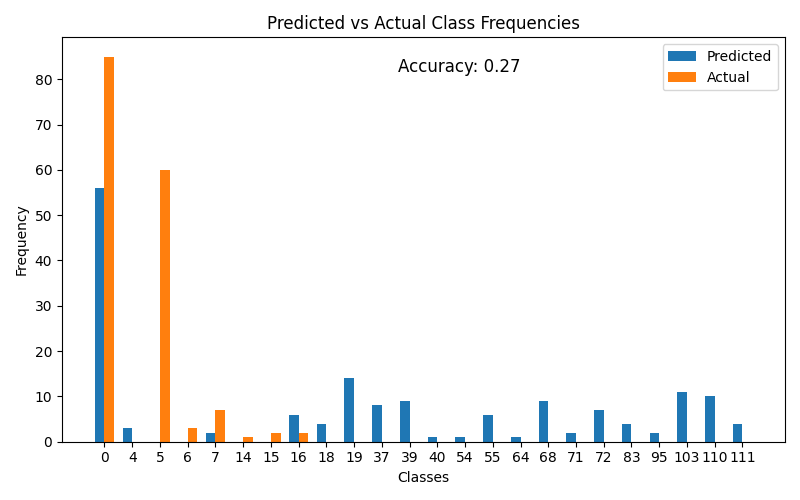 Predicted vs Actual Class Frequencies
Accuracy: 0.27
Predicted
Actual
Frequency
80
70
60
50
40
30
20
10
0
0 4 5 6 7 14 15 16 18 19 37 39 40 54 55 64 68 71 72 83 95 103 110 111
Classes